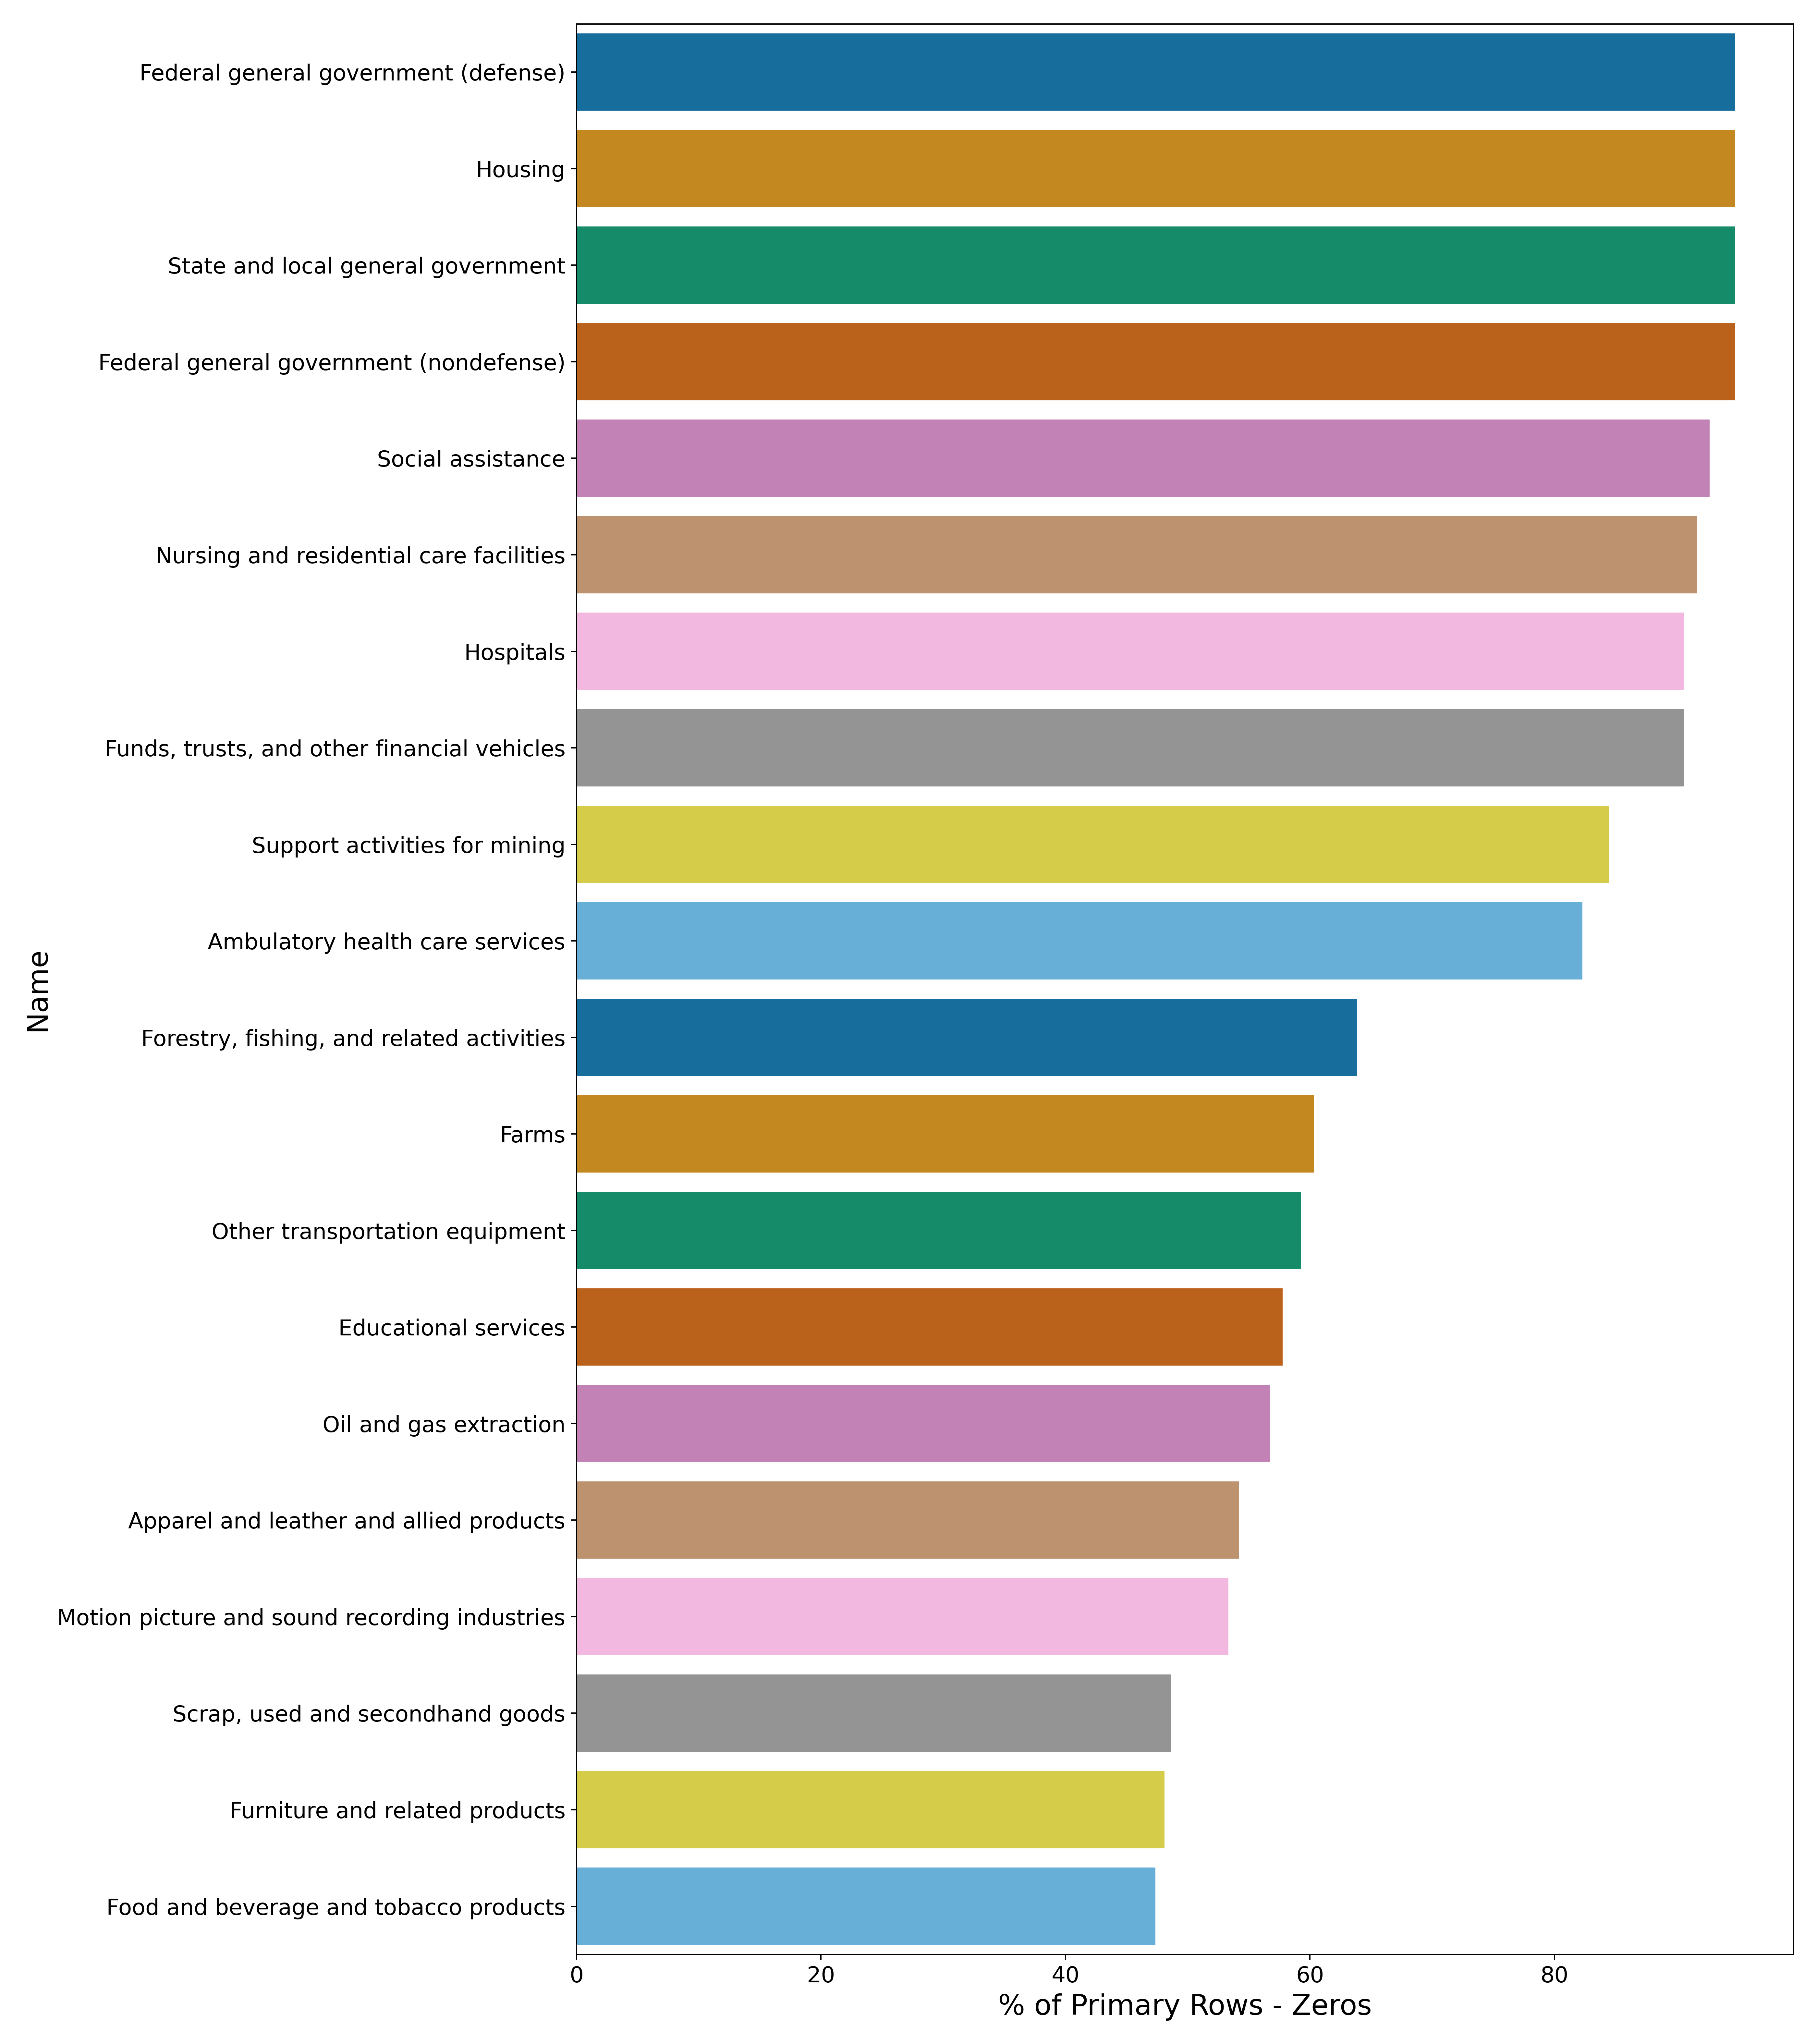 Federal general government (defense)
Housing
State and local general government
Federal general government (nondefense)
Social assistance
Nursing and residential care facilities
Hospitals
Funds, trusts, and other financial vehicles
Support activities for mining
Ambulatory health care services
Forestry, fishing, and related activities
Farms
Other transportation equipment
Educational services
Oil and gas extraction
Apparel and leather and allied products
Motion picture and sound recording industries
Scrap, used and secondhand goods
Furniture and related products
Food and beverage and tobacco products
Name
0 20 40 60 80
% of Primary Rows - Zeros